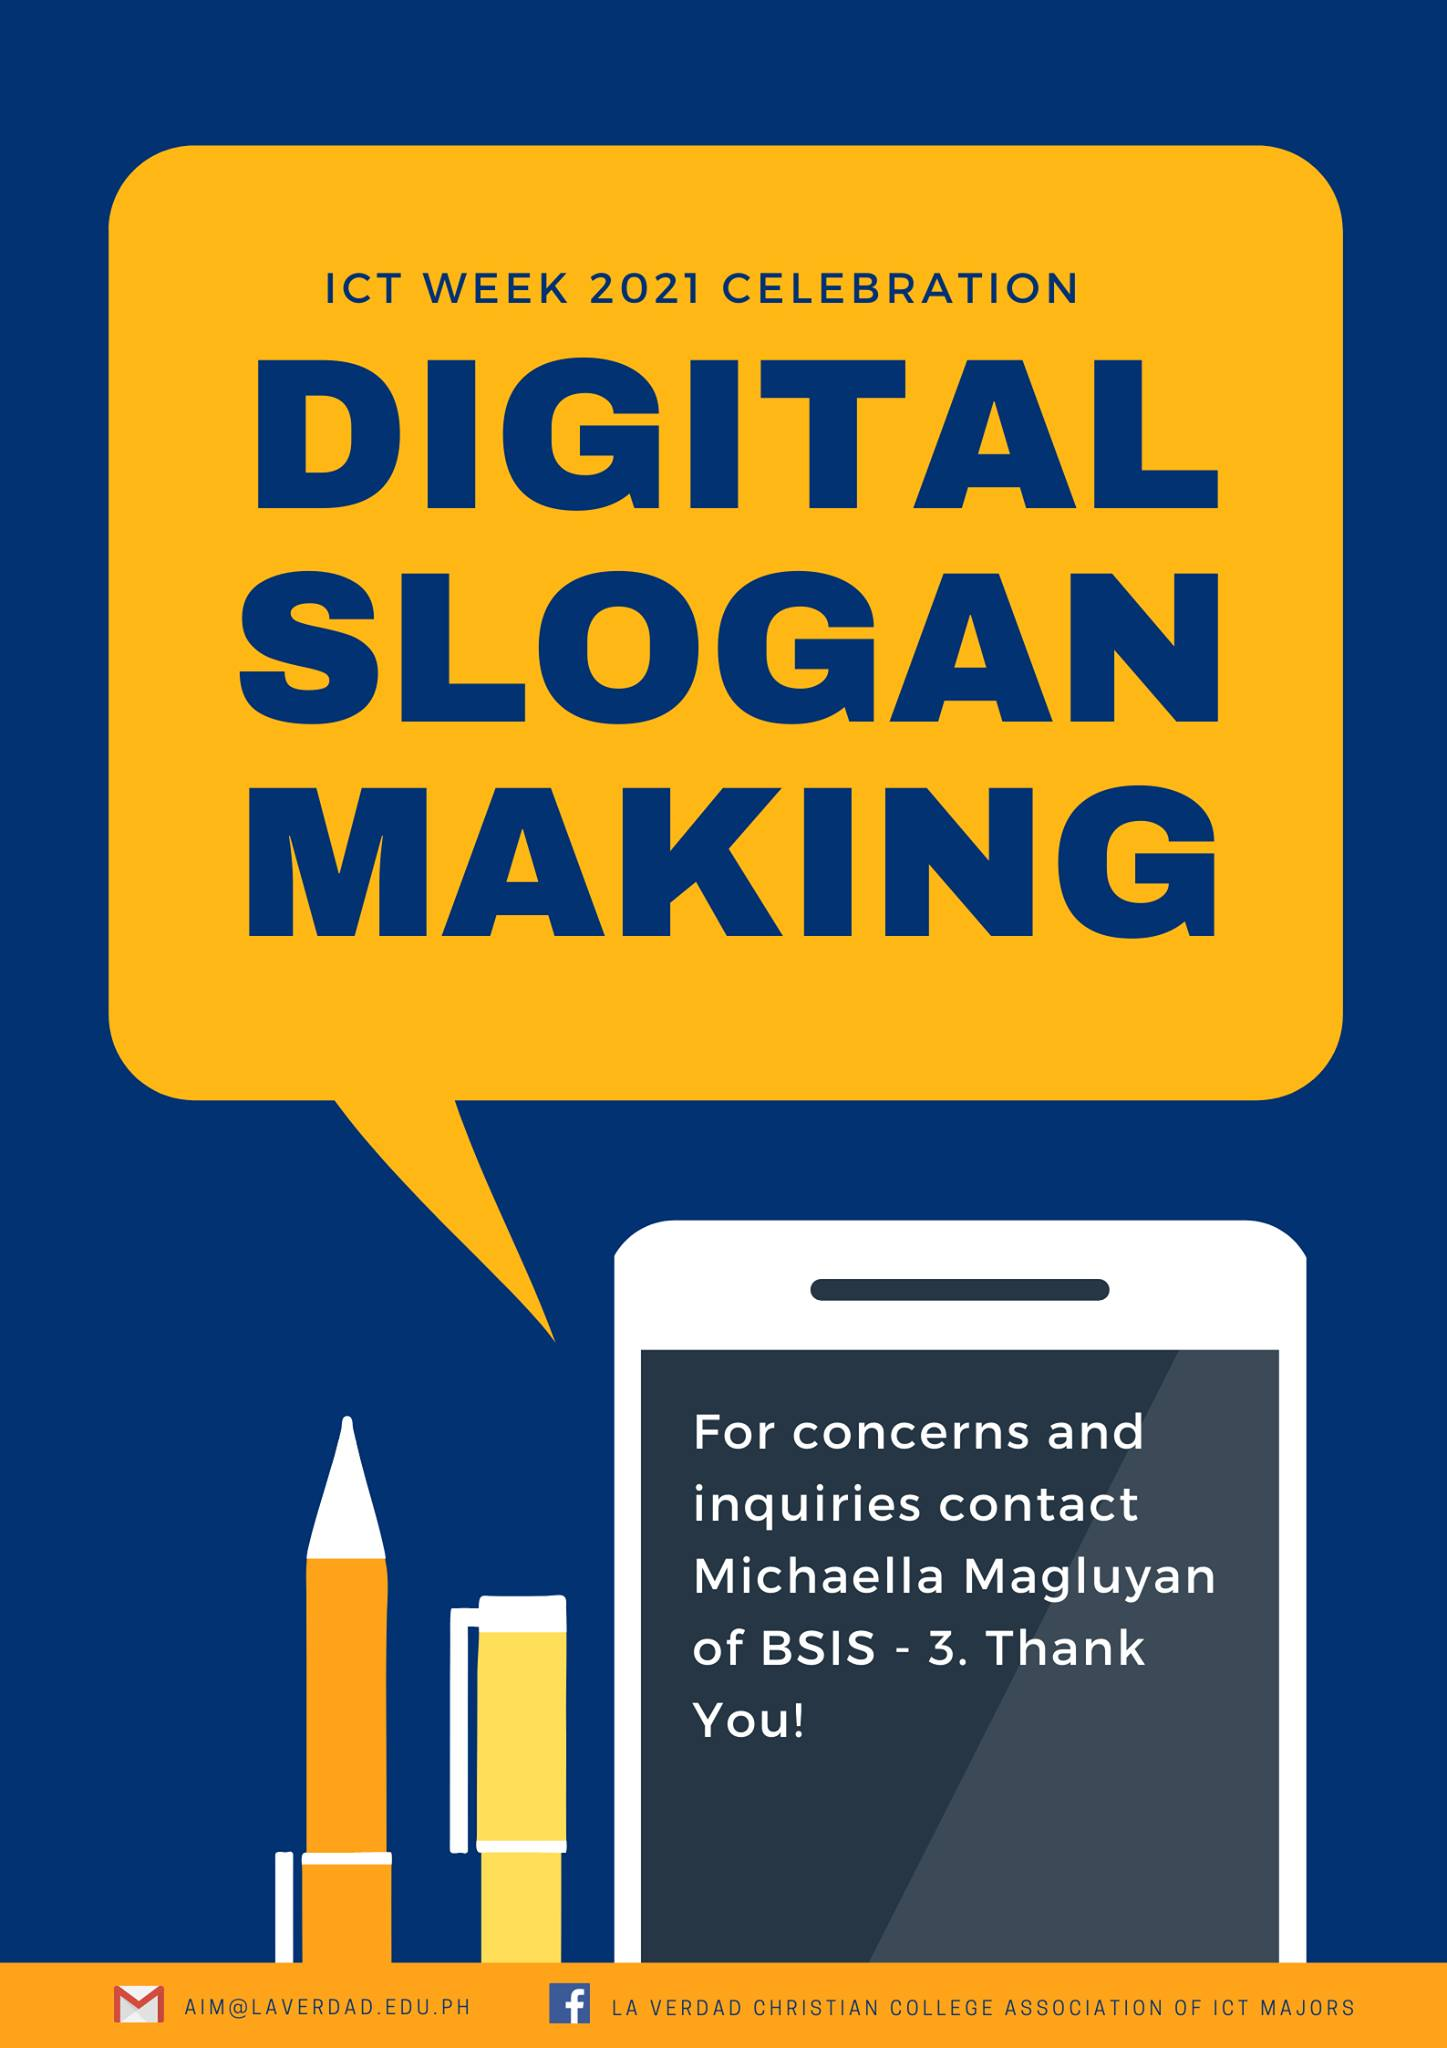 ICT WEEK 2021 CELEBRATION
DIGITAL
SLOGAN
MAKING
For concerns and
inquiries contact
Michaella Magluyan
of BSIS - 3. Thank
You!
AIM@LAVERDAD.EDU.PH
LA VERDAD CHRISTIAN COLLEGE ASSOCIATION OF ICT MAJORS